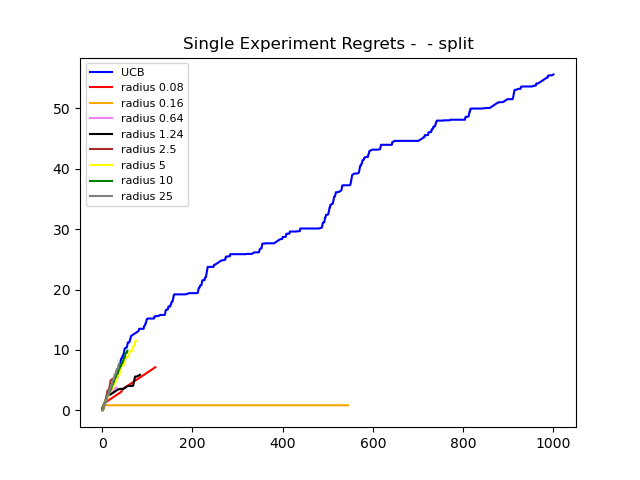 Single Experiment Regrets -  - split
UCB
radius 0.08
radius 0.16
radius 0.64
radius 1.24
radius 2.5
radius 5
radius 10
radius 25
50
40
30
20
10
0
0 200 400 600 800 1000